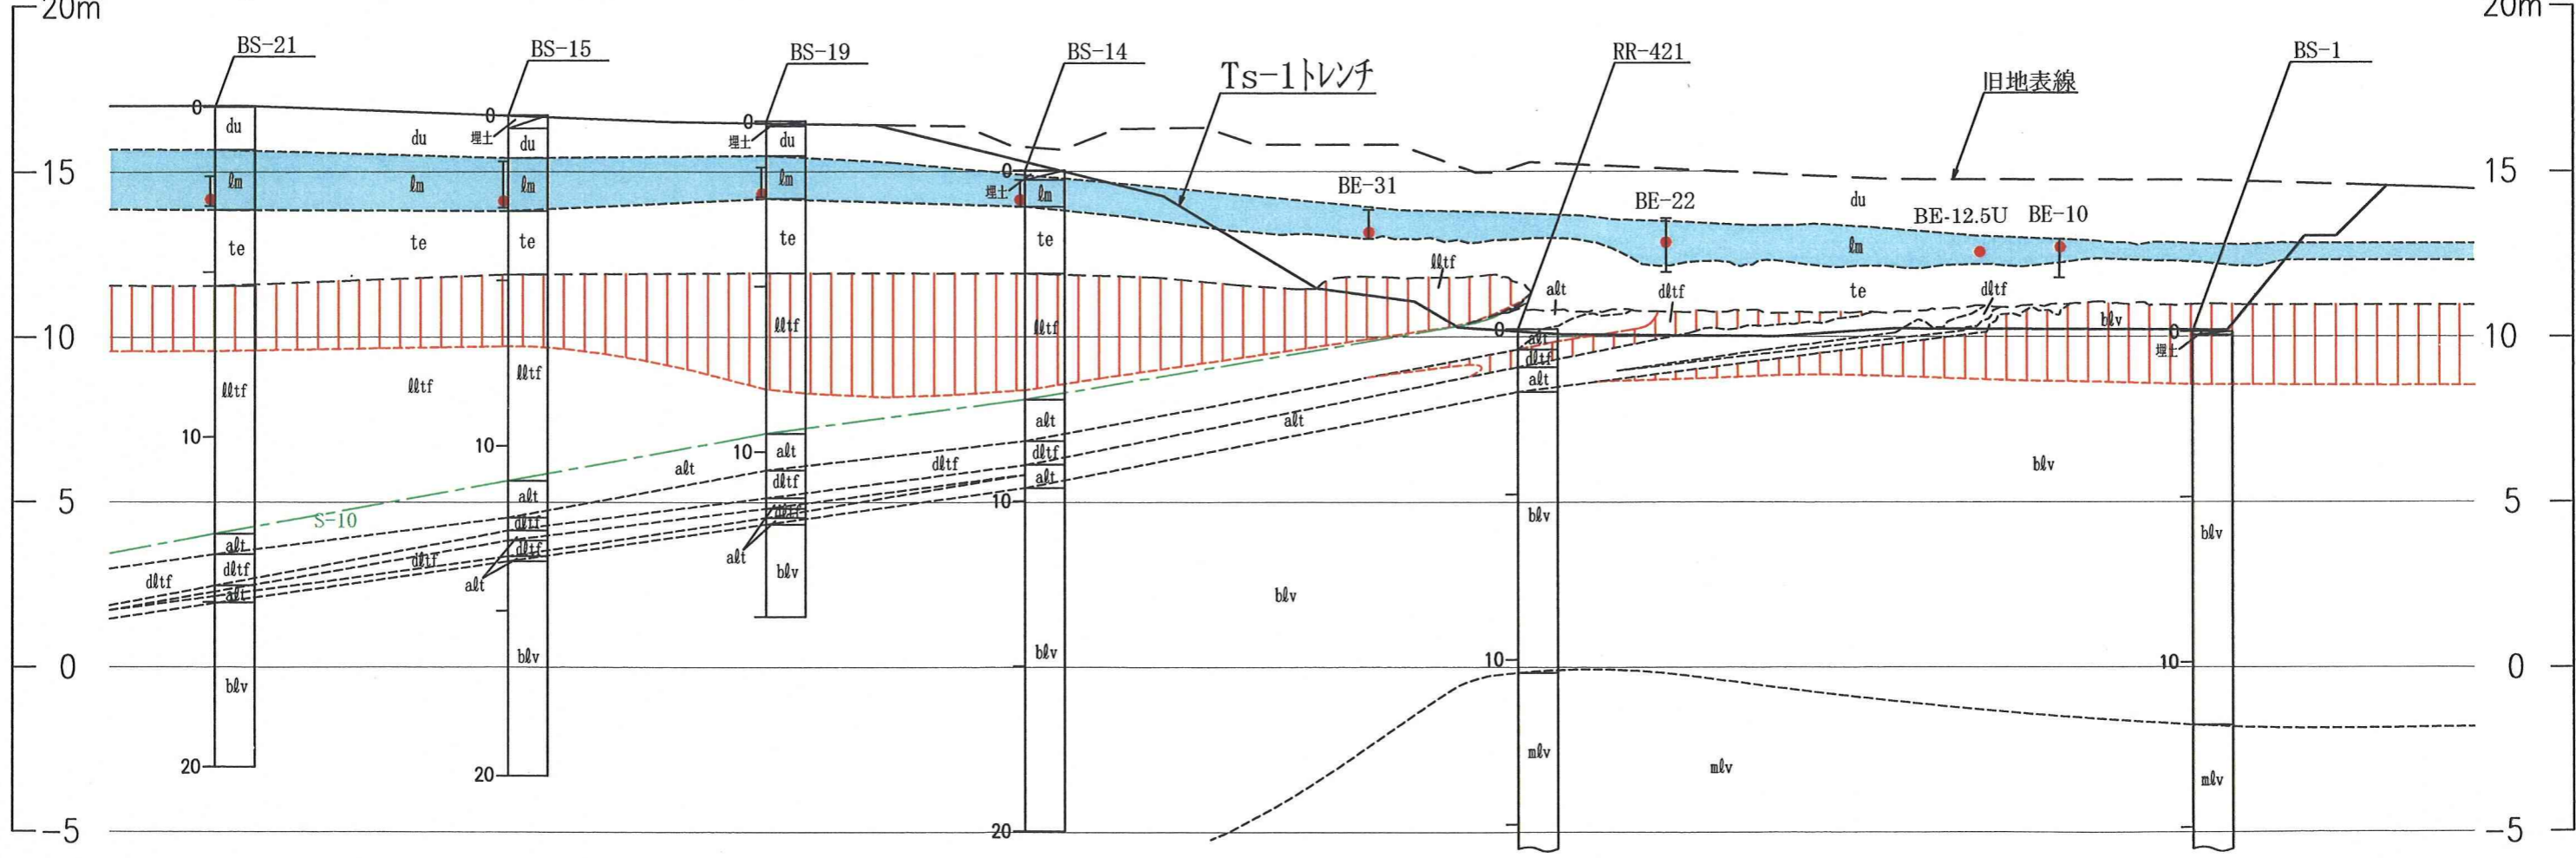 20m
20m
BS-21
BS-15
BS-19
BS-14
RR-421
BS-1
Ts-1トレンチ
旧地表線
0
du
du
0
埋土
du
0
埋土
du
15
ℓm
ℓm
ℓm
ℓm
0
埋土
ℓm
BE-31
BE-22
du
BE-12.5U
BE-10
15
te
te
te
te
te
ℓm
te
ℓℓtf
alt
dltf
dltf
blv
10
ℓℓtf
ℓℓtf
ℓℓtf
ℓℓtf
ℓℓtf
0
alt
dℓtf
aℓt
0
埋土
10
10
10
10
aℓt
aℓt
aℓt
aℓt
dℓtf
dℓtf
dℓtf
aℓt
aℓt
bℓv
5
S-10
aℓt
dℓtf
dℓtf
10
bℓv
bℓv
5
aℓt
dℓtf
aℓt
dℓtf
dℓtf
aℓt
dℓtf
aℓt
bℓv
bℓv
0
bℓv
bℓv
bℓv
10
10
0
20
20
mℓv
mℓv
mℓv
-5
20
-5